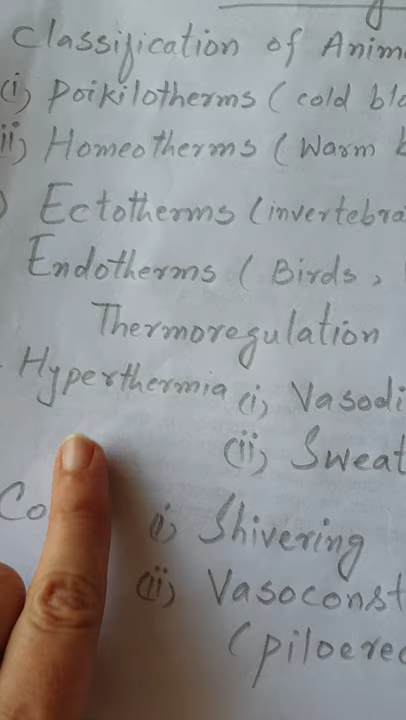 Classification of Anim
(i) Poikilotherms (cold blo
ii) Homeotherms (Warm
) Ectotherms (invertebra
Endotherms (Birds,
Thermoregulation
Hyperthermia (i) Vasodi
(ii) Sweat
Co
(i) Shivering
(ii) Vasoconst
(piloerec